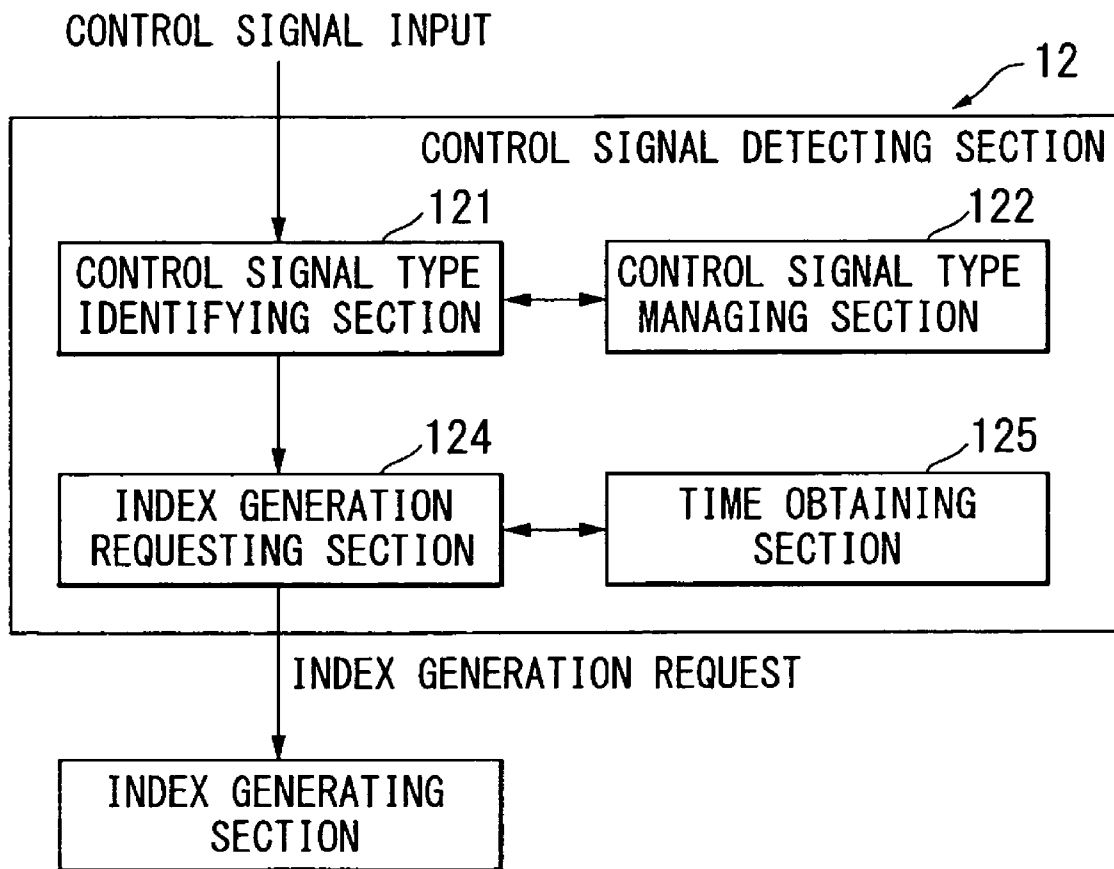 CONTROL SIGNAL INPUT
12
CONTROL SIGNAL DETECTING SECTION
121
122
CONTROL SIGNAL TYPE
IDENTIFYING SECTION
CONTROL SIGNAL TYPE
MANAGING SECTION
124
125
INDEX GENERATION
REQUESTING SECTION
TIME OBTAINING
SECTION
INDEX GENERATION REQUEST
INDEX GENERATING
SECTION